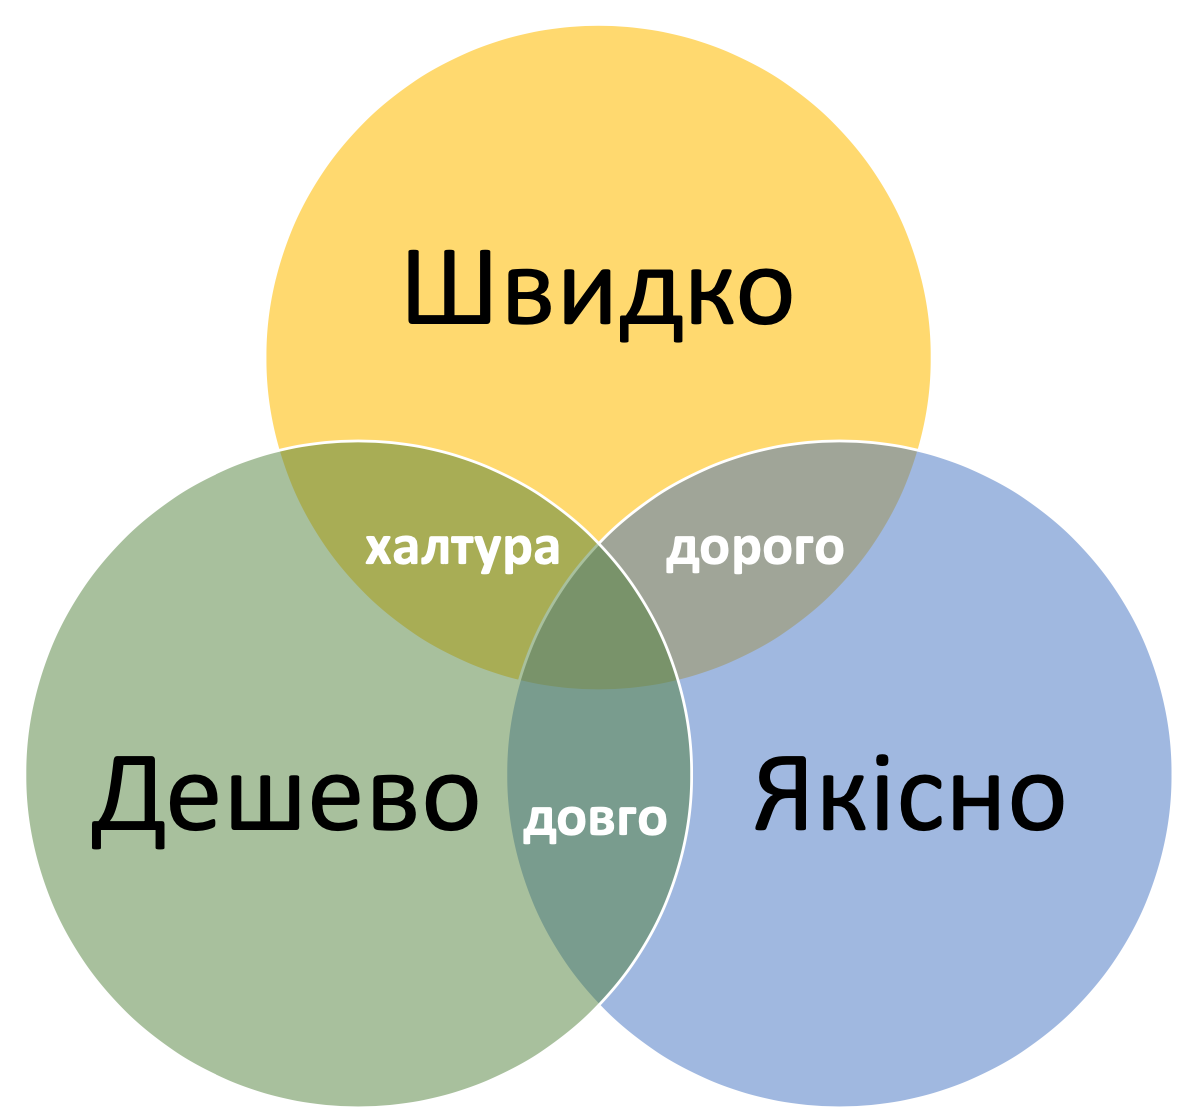 Швидко
халтура
дорого
Дешево
довго
Якісно